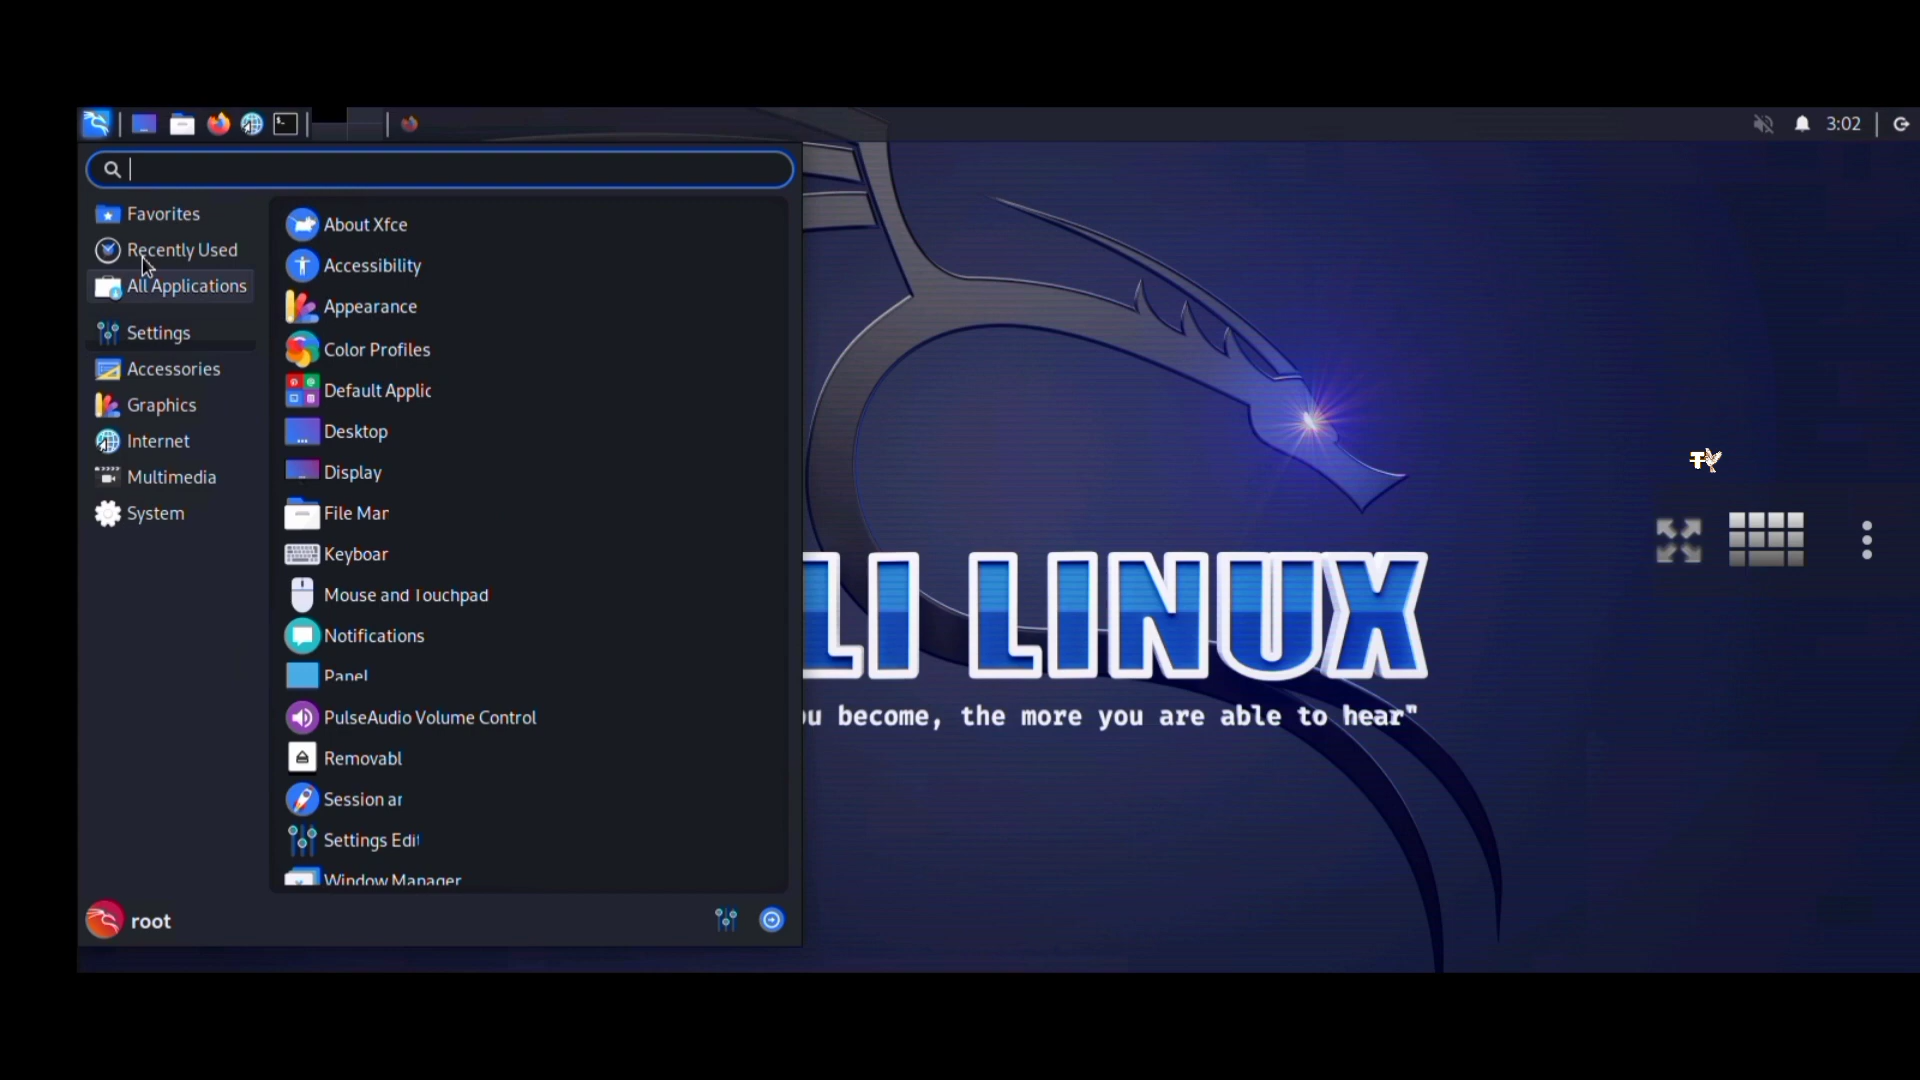 3:02
Favorites
Recently Used
All Applications
Settings
Accessories
Graphics
Internet
Multimedia
System
About Xfce
Accessibility
Appearance
Color Profiles
Default Applic
Desktop
Display
File Mar
Keyboar
Mouse and Touchpad
Notifications
Panel
PulseAudio Volume Control
Removabl
Session ar
Settings Edit
Window Manager
root
LI LINUX
ou become, the more you are able to hear"